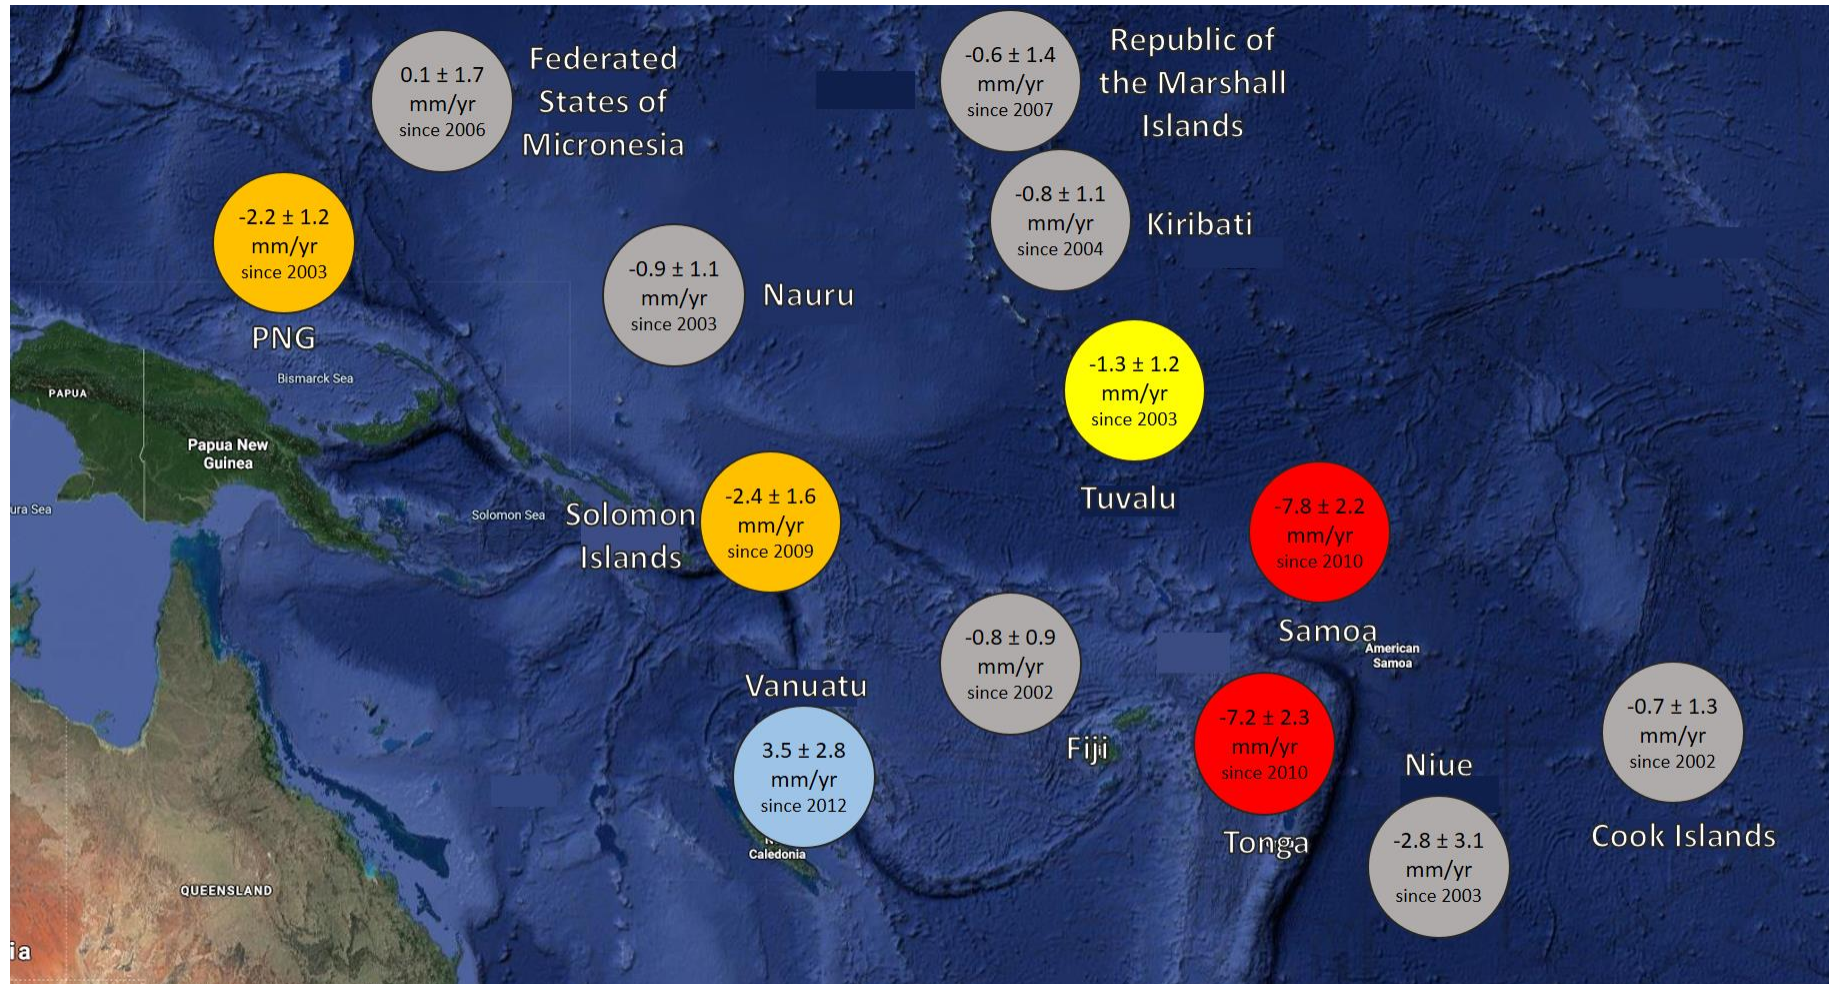 0.1 ± 1.7
mm/yr
since 2006
Federated
States of
Micronesia
-0.6 ± 1.4
mm/yr
since 2007
Republic of
the Marshall
Islands
-2.2 ± 1.2
mm/yr
since 2003
PNG
-0.9 ± 1.1
mm/yr
since 2003
Nauru
-0.8 ± 1.1
mm/yr
since 2004
Kiribati
-1.3 ± 1.2
mm/yr
since 2003
Tuvalu
Bismarck Sea
PAPUA
Papua New
Guinea
ura Sea
Solomon Sea
Solomon
Islands
-2.4 ± 1.6
mm/yr
since 2009
-7.8 ± 2.2
mm/yr
since 2010
Samoa
American
Samoa
Vanuatu
3.5 ± 2.8
mm/yr
since 2012
Caledonia
-0.8 ± 0.9
mm/yr
since 2002
Fiji
-7.2 ± 2.3
mm/yr
since 2010
Tonga
Niue
-2.8 ± 3.1
mm/yr
since 2003
-0.7 ± 1.3
mm/yr
since 2002
Cook Islands
QUEENSLAND
ia